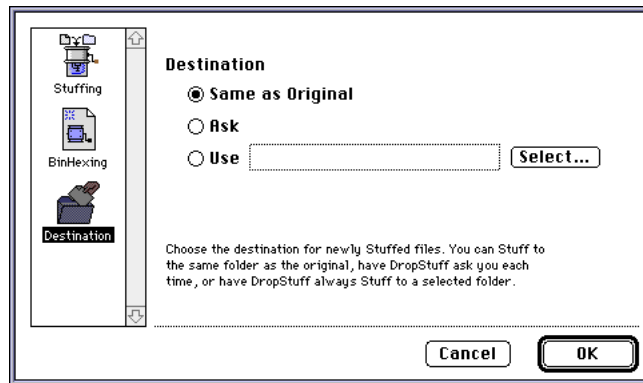 Stuffing
BinHexing
Destination
Destination
Same as Original
Ask
Use
Select...
Choose the destination for newly Stuffed files. You can Stuff to
the same folder as the original, have DropStuff ask you each
time, or have DropStuff always Stuff to a selected folder.
Cancel
OK